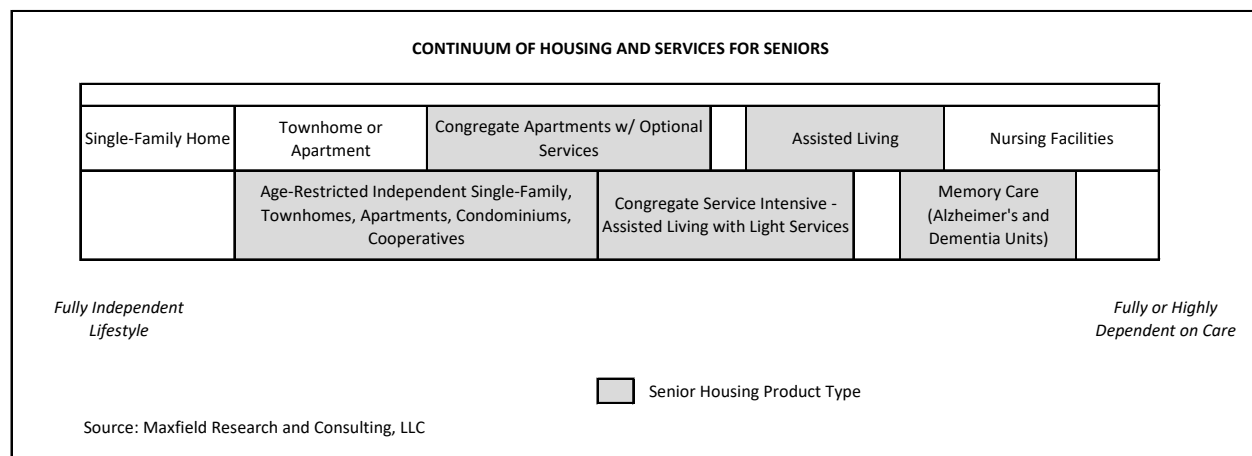 CONTINUUM OF HOUSING AND SERVICES FOR SENIORS
Single-Family Home
Townhome or
Apartment
Congregate Apartments w/ Optional
Services
Assisted Living
Nursing Facilities
Age-Restricted Independent Single-Family,
Townhomes, Apartments, Condominiums,
Cooperatives
Congregate Service Intensive -
Assisted Living with Light Services
Memory Care
(Alzheimer's and
Dementia Units)
Fully Independent
Lifestyle
Fully or Highly
Dependent on Care
Senior Housing Product Type
Source: Maxfield Research and Consulting, LLC